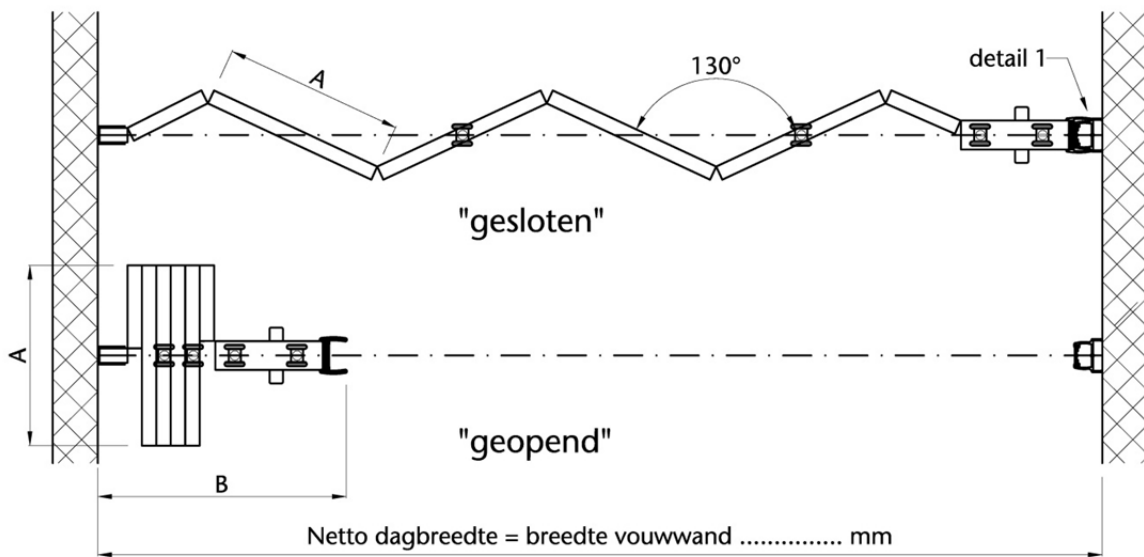 A
130°
detail 1
"gesloten"
A
"geopend"
B
Netto dagbreedte = breedte vouwwand ............... mm